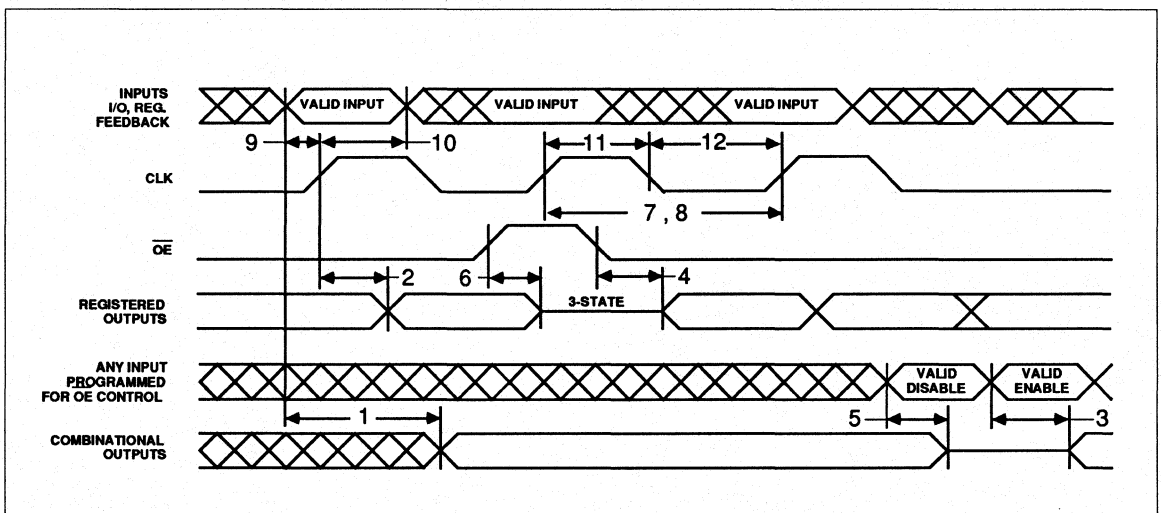 INPUTS
I/O, REG.
FEEDBACK
VALID INPUT
VALID INPUT
VALID INPUT
9
10
11
12
CLK
7 , 8
OE
2
6
4
REGISTERED
OUTPUTS
3-STATE
ANY INPUT
PROGRAMMED
FOR OE CONTROL
VALID
DISABLE
VALID
ENABLE
1
5
3
COMBINATIONAL
OUTPUTS